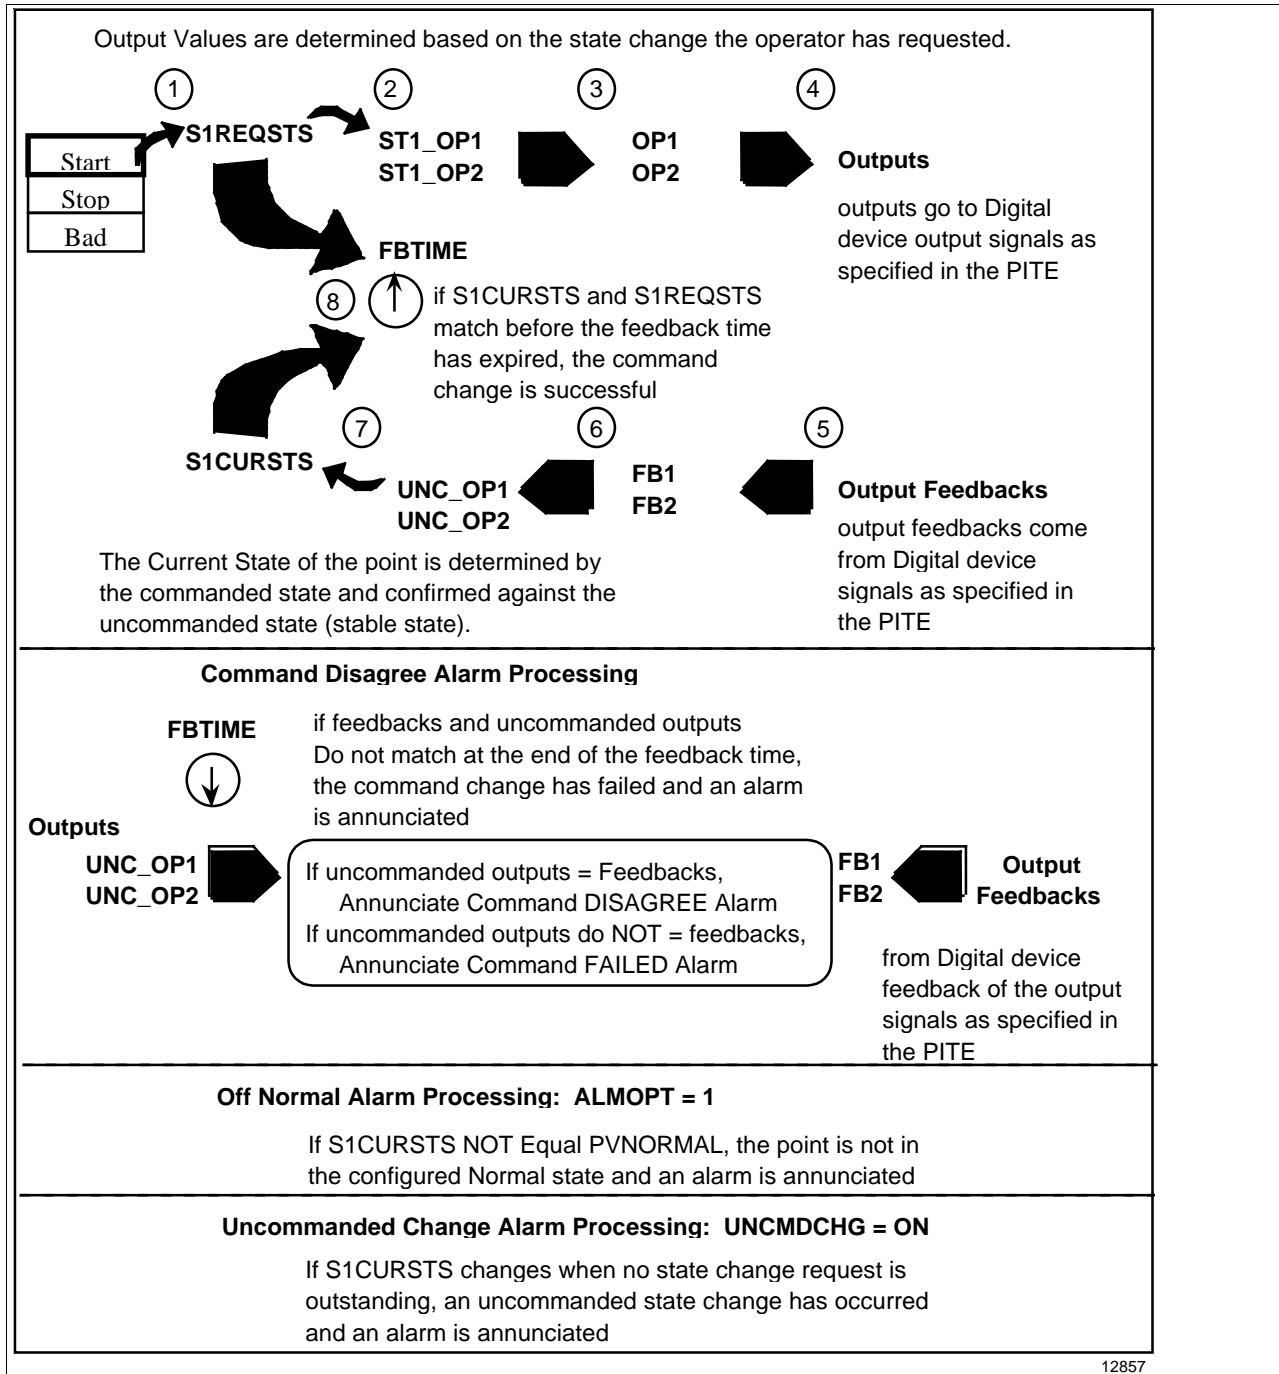 Output Values are determined based on the state change the operator has requested.
1
2
3
4
S1REQSTS
ST1_OP1
ST1_OP2
OP1
OP2
Outputs
Start
Stop
Bad
outputs go to Digital
device output signals as
specified in the PITE
FBTIME
8
if S1CURSTS and S1REQSTS
match before the feedback time
has expired, the command
change is successful
7
6
5
S1CURSTS
UNC_OP1
UNC_OP2
FB1
FB2
Output Feedbacks
output feedbacks come
from Digital device
signals as specified in
the PITE
The Current State of the point is determined by
the commanded state and confirmed against the
uncommanded state (stable state).
Command Disagree Alarm Processing
FBTIME
if feedbacks and uncommanded outputs
Do not match at the end of the feedback time,
the command change has failed and an alarm
is annunciated
Outputs
UNC_OP1
UNC_OP2
If uncommanded outputs = Feedbacks,
Annunciate Command DISAGREE Alarm
If uncommanded outputs do NOT = feedbacks,
Annunciate Command FAILED Alarm
FB1
FB2
Output
Feedbacks
from Digital device
feedback of the output
signals as specified in
the PITE
Off Normal Alarm Processing: ALMOPT = 1
If S1CURSTS NOT Equal PVNORMAL, the point is not in
the configured Normal state and an alarm is annunciated
Uncommanded Change Alarm Processing: UNCMDCHG = ON
If S1CURSTS changes when no state change request is
outstanding, an uncommanded state change has occurred
and an alarm is annunciated
12857